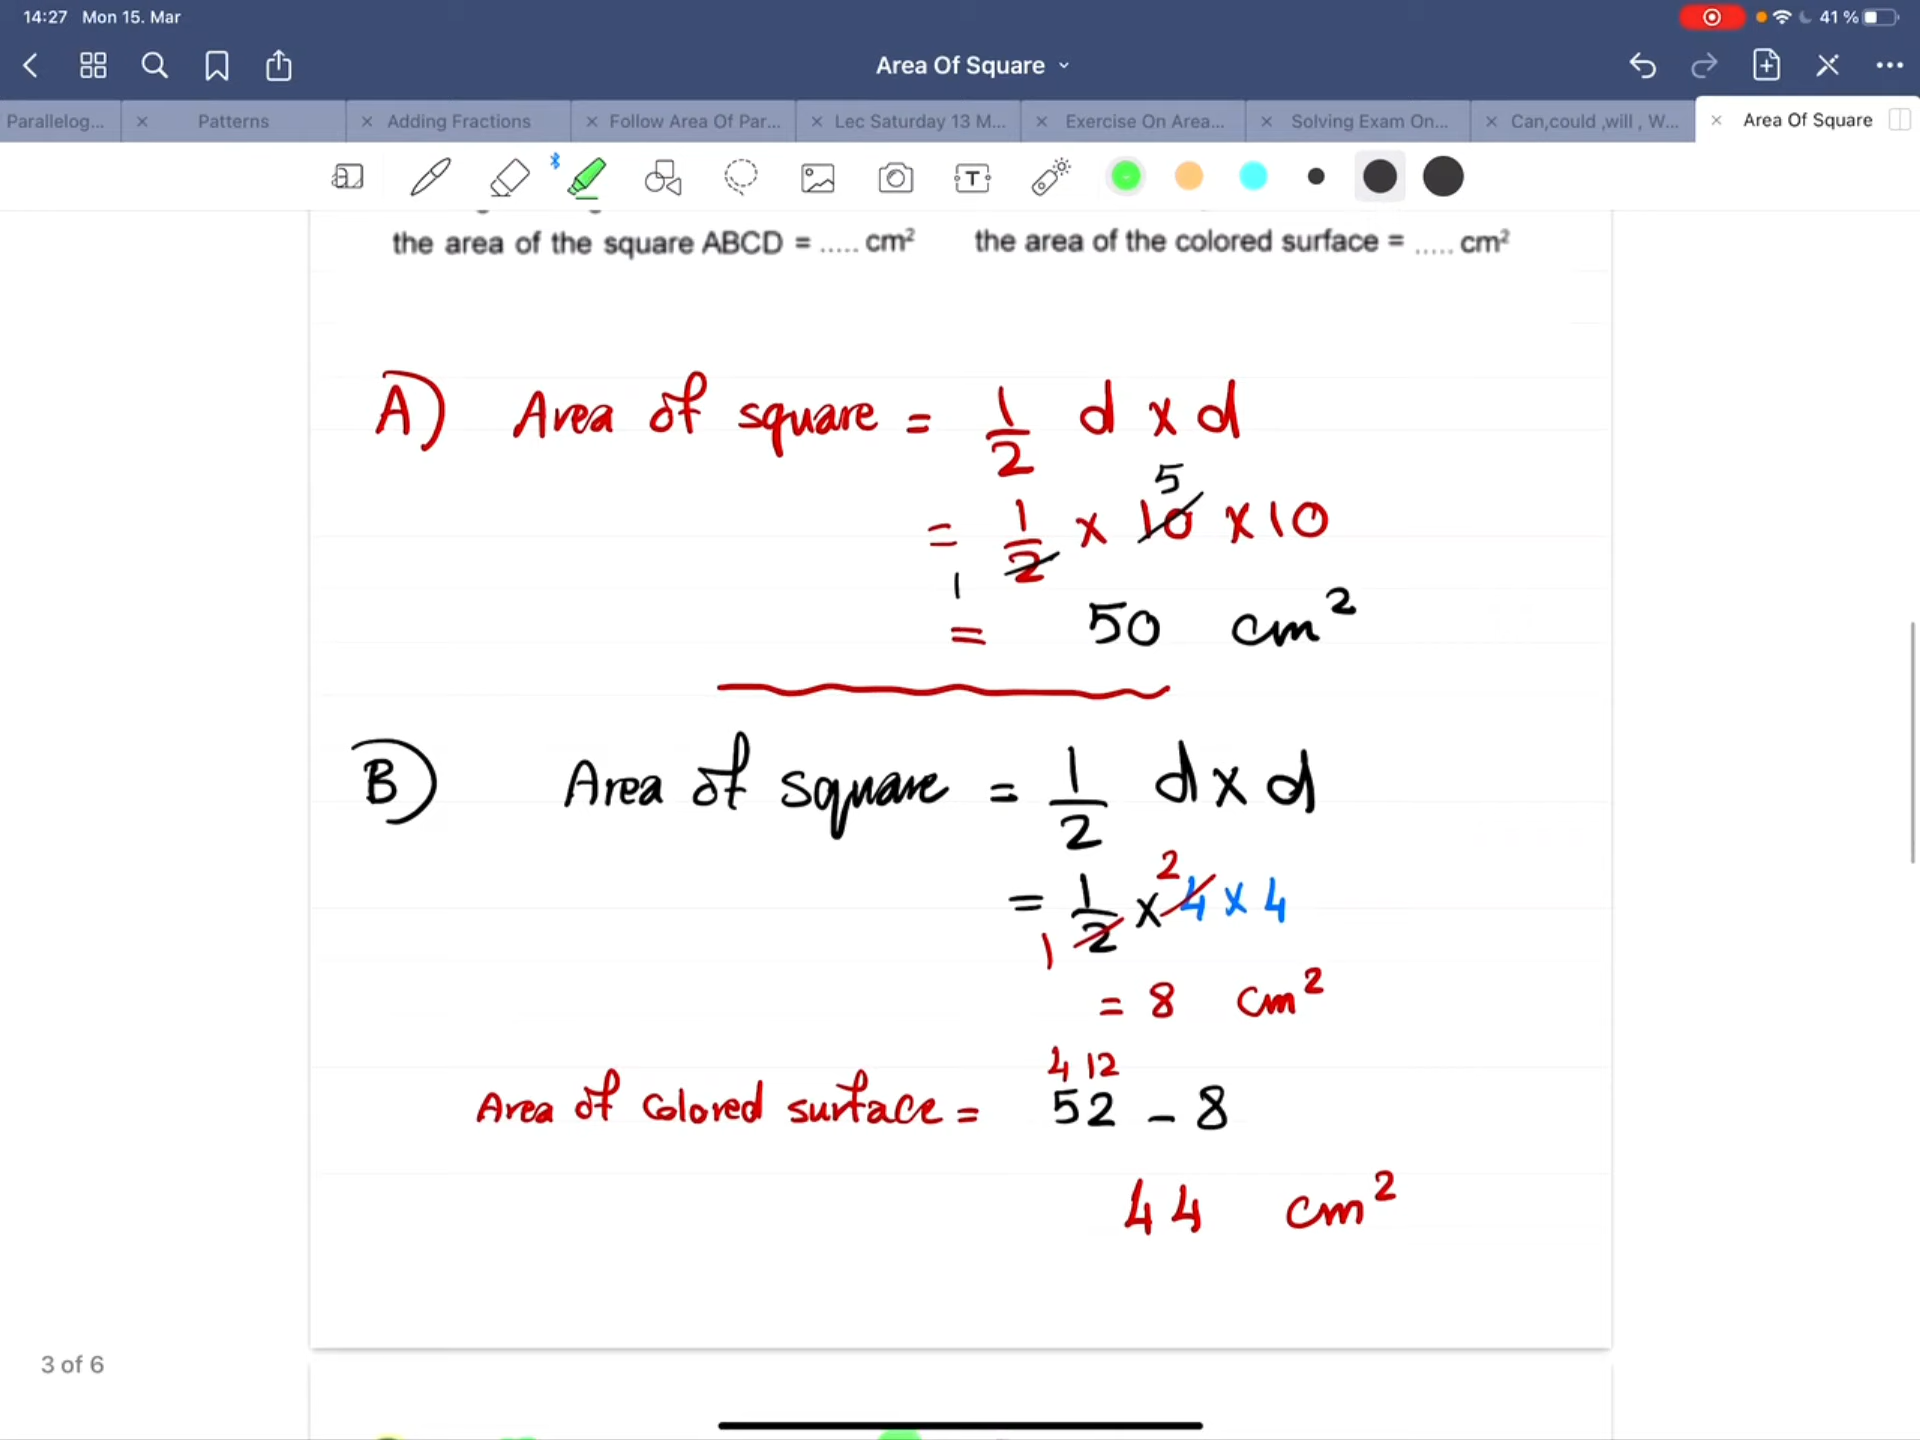 14:27 Mon 15. Mar 41 %
Area Of Square
Parallelog... × Patterns × Adding Fractions × Follow Area Of Par... × Lec Saturday 13 M... × Exercise On Area... × Solving Exam On... × Can,could ,will , W... × Area Of Square
the area of the square ABCD = ..... cm² the area of the colored surface = ..... cm²
A) Area of square = 1/2 d x d
5
= 1/2 x 10 x 10
1
= 50 cm²
B) Area of square = 1/2 d x d
2
= 1/2 x 4 x 4
1
= 8 cm²
4 12
Area of colored surface = 52 - 8
44 cm²
3 of 6